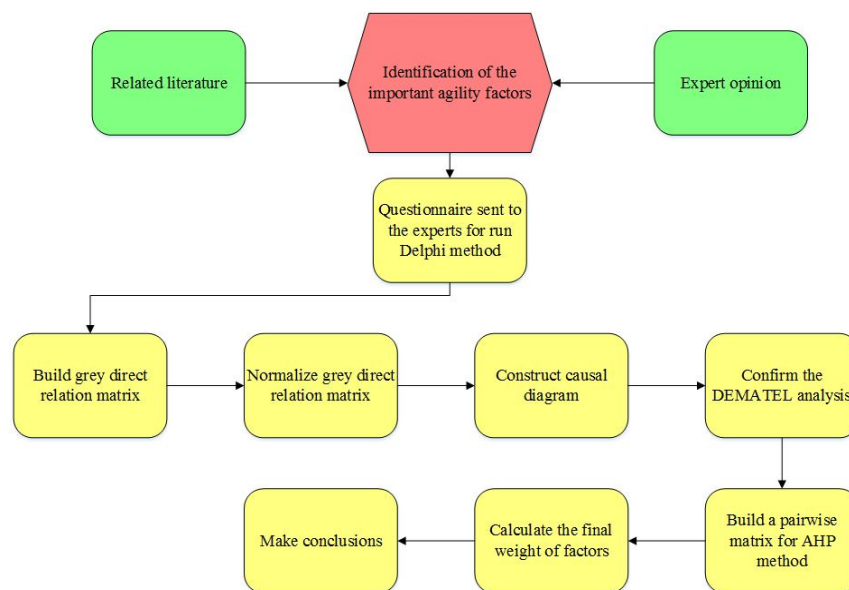 Related literature
Identification of the
important agility factors
Expert opinion
Questionnaire sent to
the experts for run
Delphi method
Build grey direct
relation matrix
Normalize grey direct
relation matrix
Construct causal
diagram
Confirm the
DEMATEL analysis
Make conclusions
Calculate the final
weight of factors
Build a pairwise
matrix for AHP
method